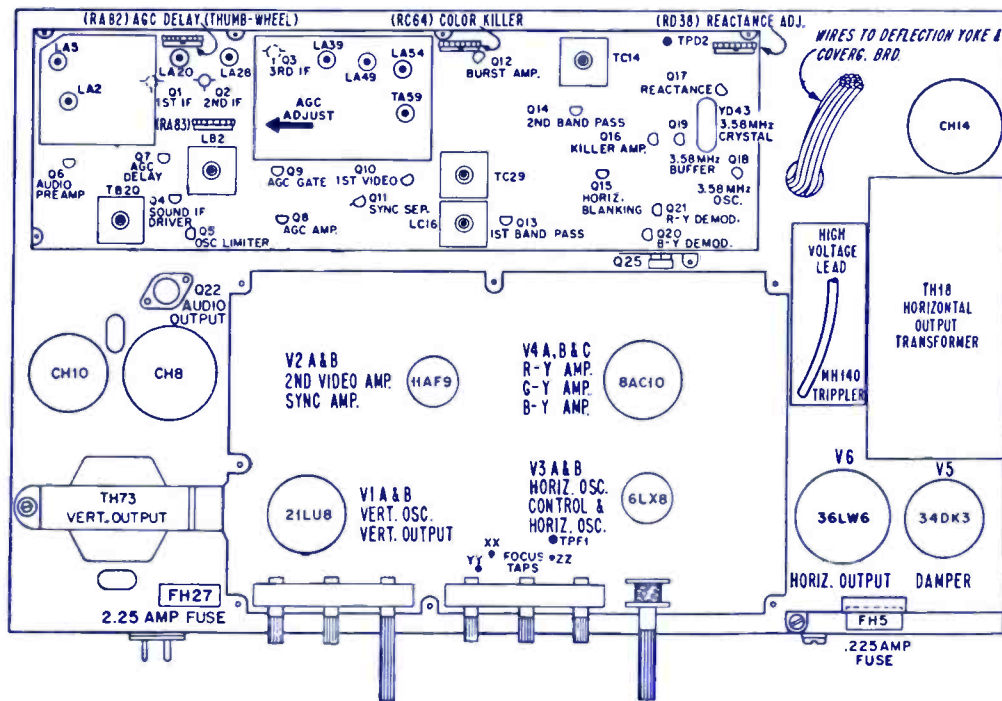 (RA82) AGC DELAY (THUMB-WHEEL)
(RC64) COLOR KILLER
(RD38) REACTANCE ADJ.
WIRES TO DEFLECTION YOKE &
COVERG. BRD.
LA5
LA2
LA20
LA28
Q1
1ST IF
Q2
2ND IF
(RA83)
Q3
3RD IF
LA39
LA49
LA54
TA59
AGC
ADJUST
Q12
BURST AMP.
TC14
TPD2
Q17
REACTANCE
YD43
3.58MHz
CRYSTAL
CH14
Q14
2ND BAND PASS
Q16
KILLER AMP.
Q19
3.58MHz
BUFFER
Q18
3.58MHz
OSC.
Q6
AUDIO
PREAMP
Q7
AGC
DELAY
LB2
TB20
Q4
SOUND IF
DRIVER
Q5
OSC LIMITER
Q9
AGC GATE
Q10
1ST VIDEO
Q11
SYNC SEP.
Q8
AGC AMP.
TC29
LC16
Q13
1ST BAND PASS
Q15
HORIZ.
BLANKING
Q21
R-Y DEMOD.
Q20
B-Y DEMOD.
Q25
HIGH
VOLTAGE
LEAD
MH140
TRIPPLER
TH18
HORIZONTAL
OUTPUT
TRANSFORMER
Q22
AUDIO
OUTPUT
CH10
CH8
V2 A&B
2ND VIDEO AMP.
SYNC AMP.
11AF9
V4 A, B & C
R-Y AMP.
G-Y AMP.
B-Y AMP.
8AC10
TH73
VERT. OUTPUT
21LU8
V1 A & B
VERT. OSC.
VERT. OUTPUT
V3 A & B
HORIZ. OSC.
CONTROL &
HORIZ. OSC.
6LX8
TPF1
XX
YY
FOCUS
TAPS
ZZ
V6
36LW6
HORIZ. OUTPUT
V5
34DK3
DAMPER
FH27
2.25 AMP FUSE
FH5
.225AMP
FUSE